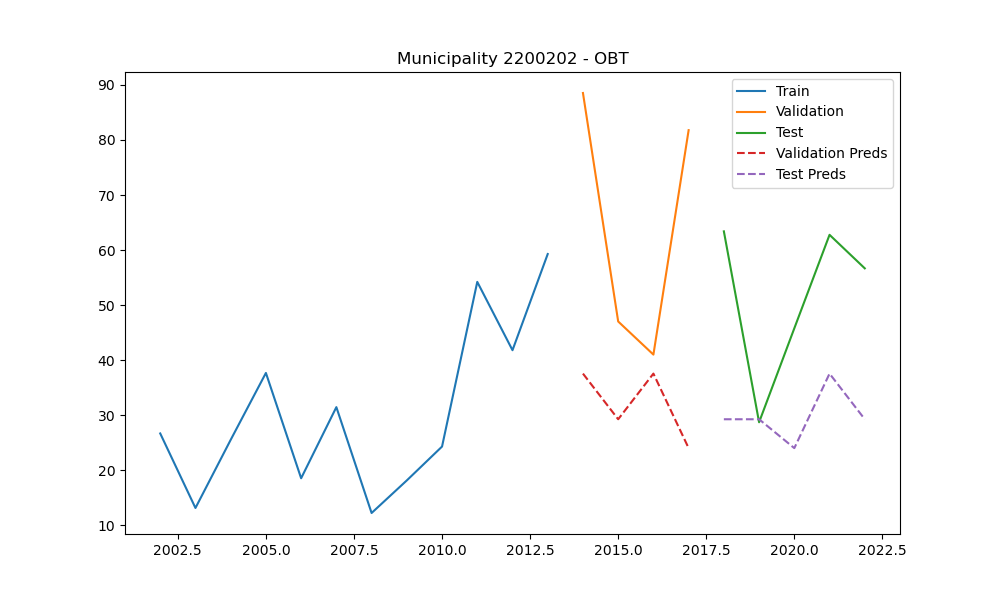 Municipality 2200202 - OBT
90
80
70
60
50
40
30
20
10
Train
Validation
Test
Validation Preds
Test Preds
2002.5 2005.0 2007.5 2010.0 2012.5 2015.0 2017.5 2020.0 2022.5